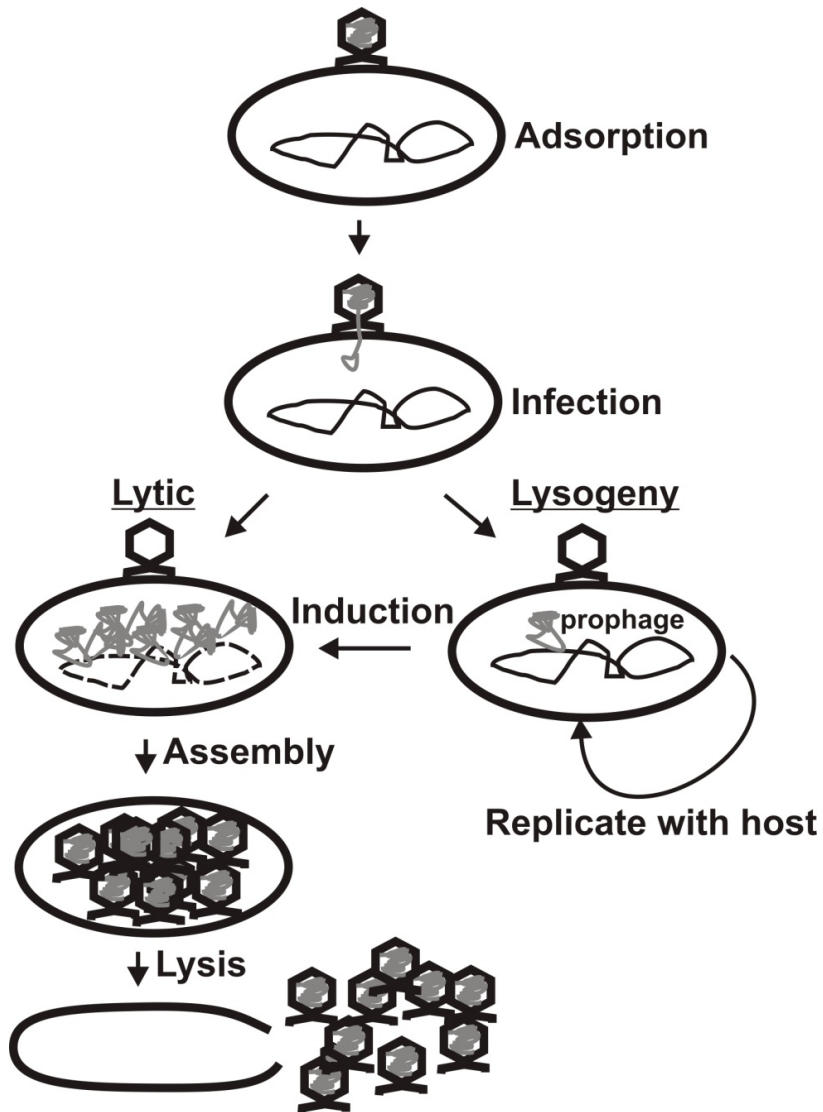 Adsorption
Infection
Lytic
Lysogeny
Induction
prophage
Assembly
Replicate with host
Lysis